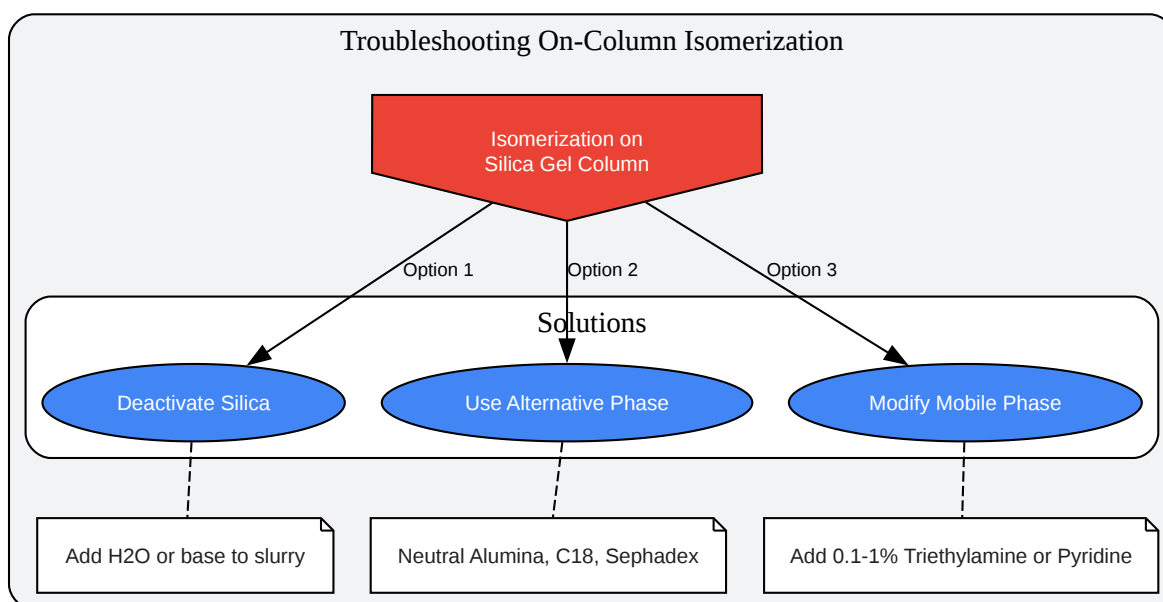 Troubleshooting On-Column Isomerization
Isomerization on
Silica Gel Column
Option 1
Option 2
Option 3
Solutions
Deactivate Silica
Use Alternative Phase
Modify Mobile Phase
Add H2O or base to slurry
Neutral Alumina, C18, Sephadex
Add 0.1-1% Triethylamine or Pyridine